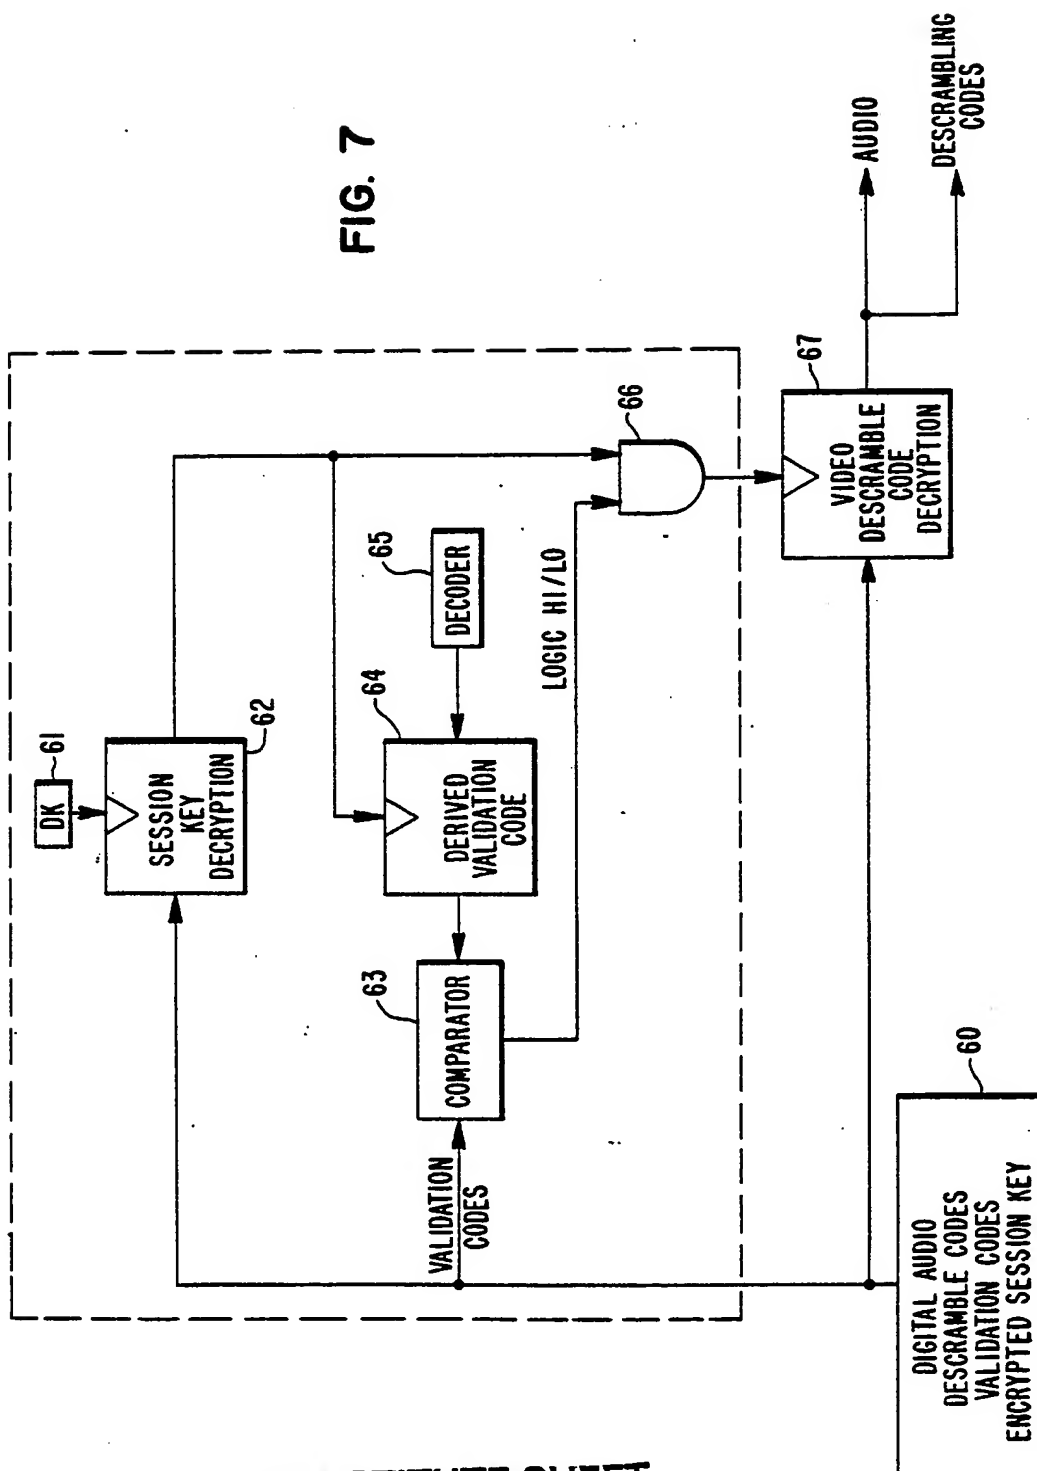 FIG. 7
DK
61
SESSION
KEY
DECRYPTION
62
65
DECODER
64
DERIVED
VALIDATION
CODE
63
COMPARATOR
VALIDATION
CODES
LOGIC HI/LO
66
67
VIDEO
DESCRAMBLE
CODE
DECRYPTION
AUDIO
DESCRAMBLING
CODES
60
DIGITAL AUDIO
DESCRAMBLE CODES
VALIDATION CODES
ENCRYPTED SESSION KEY
SHEET